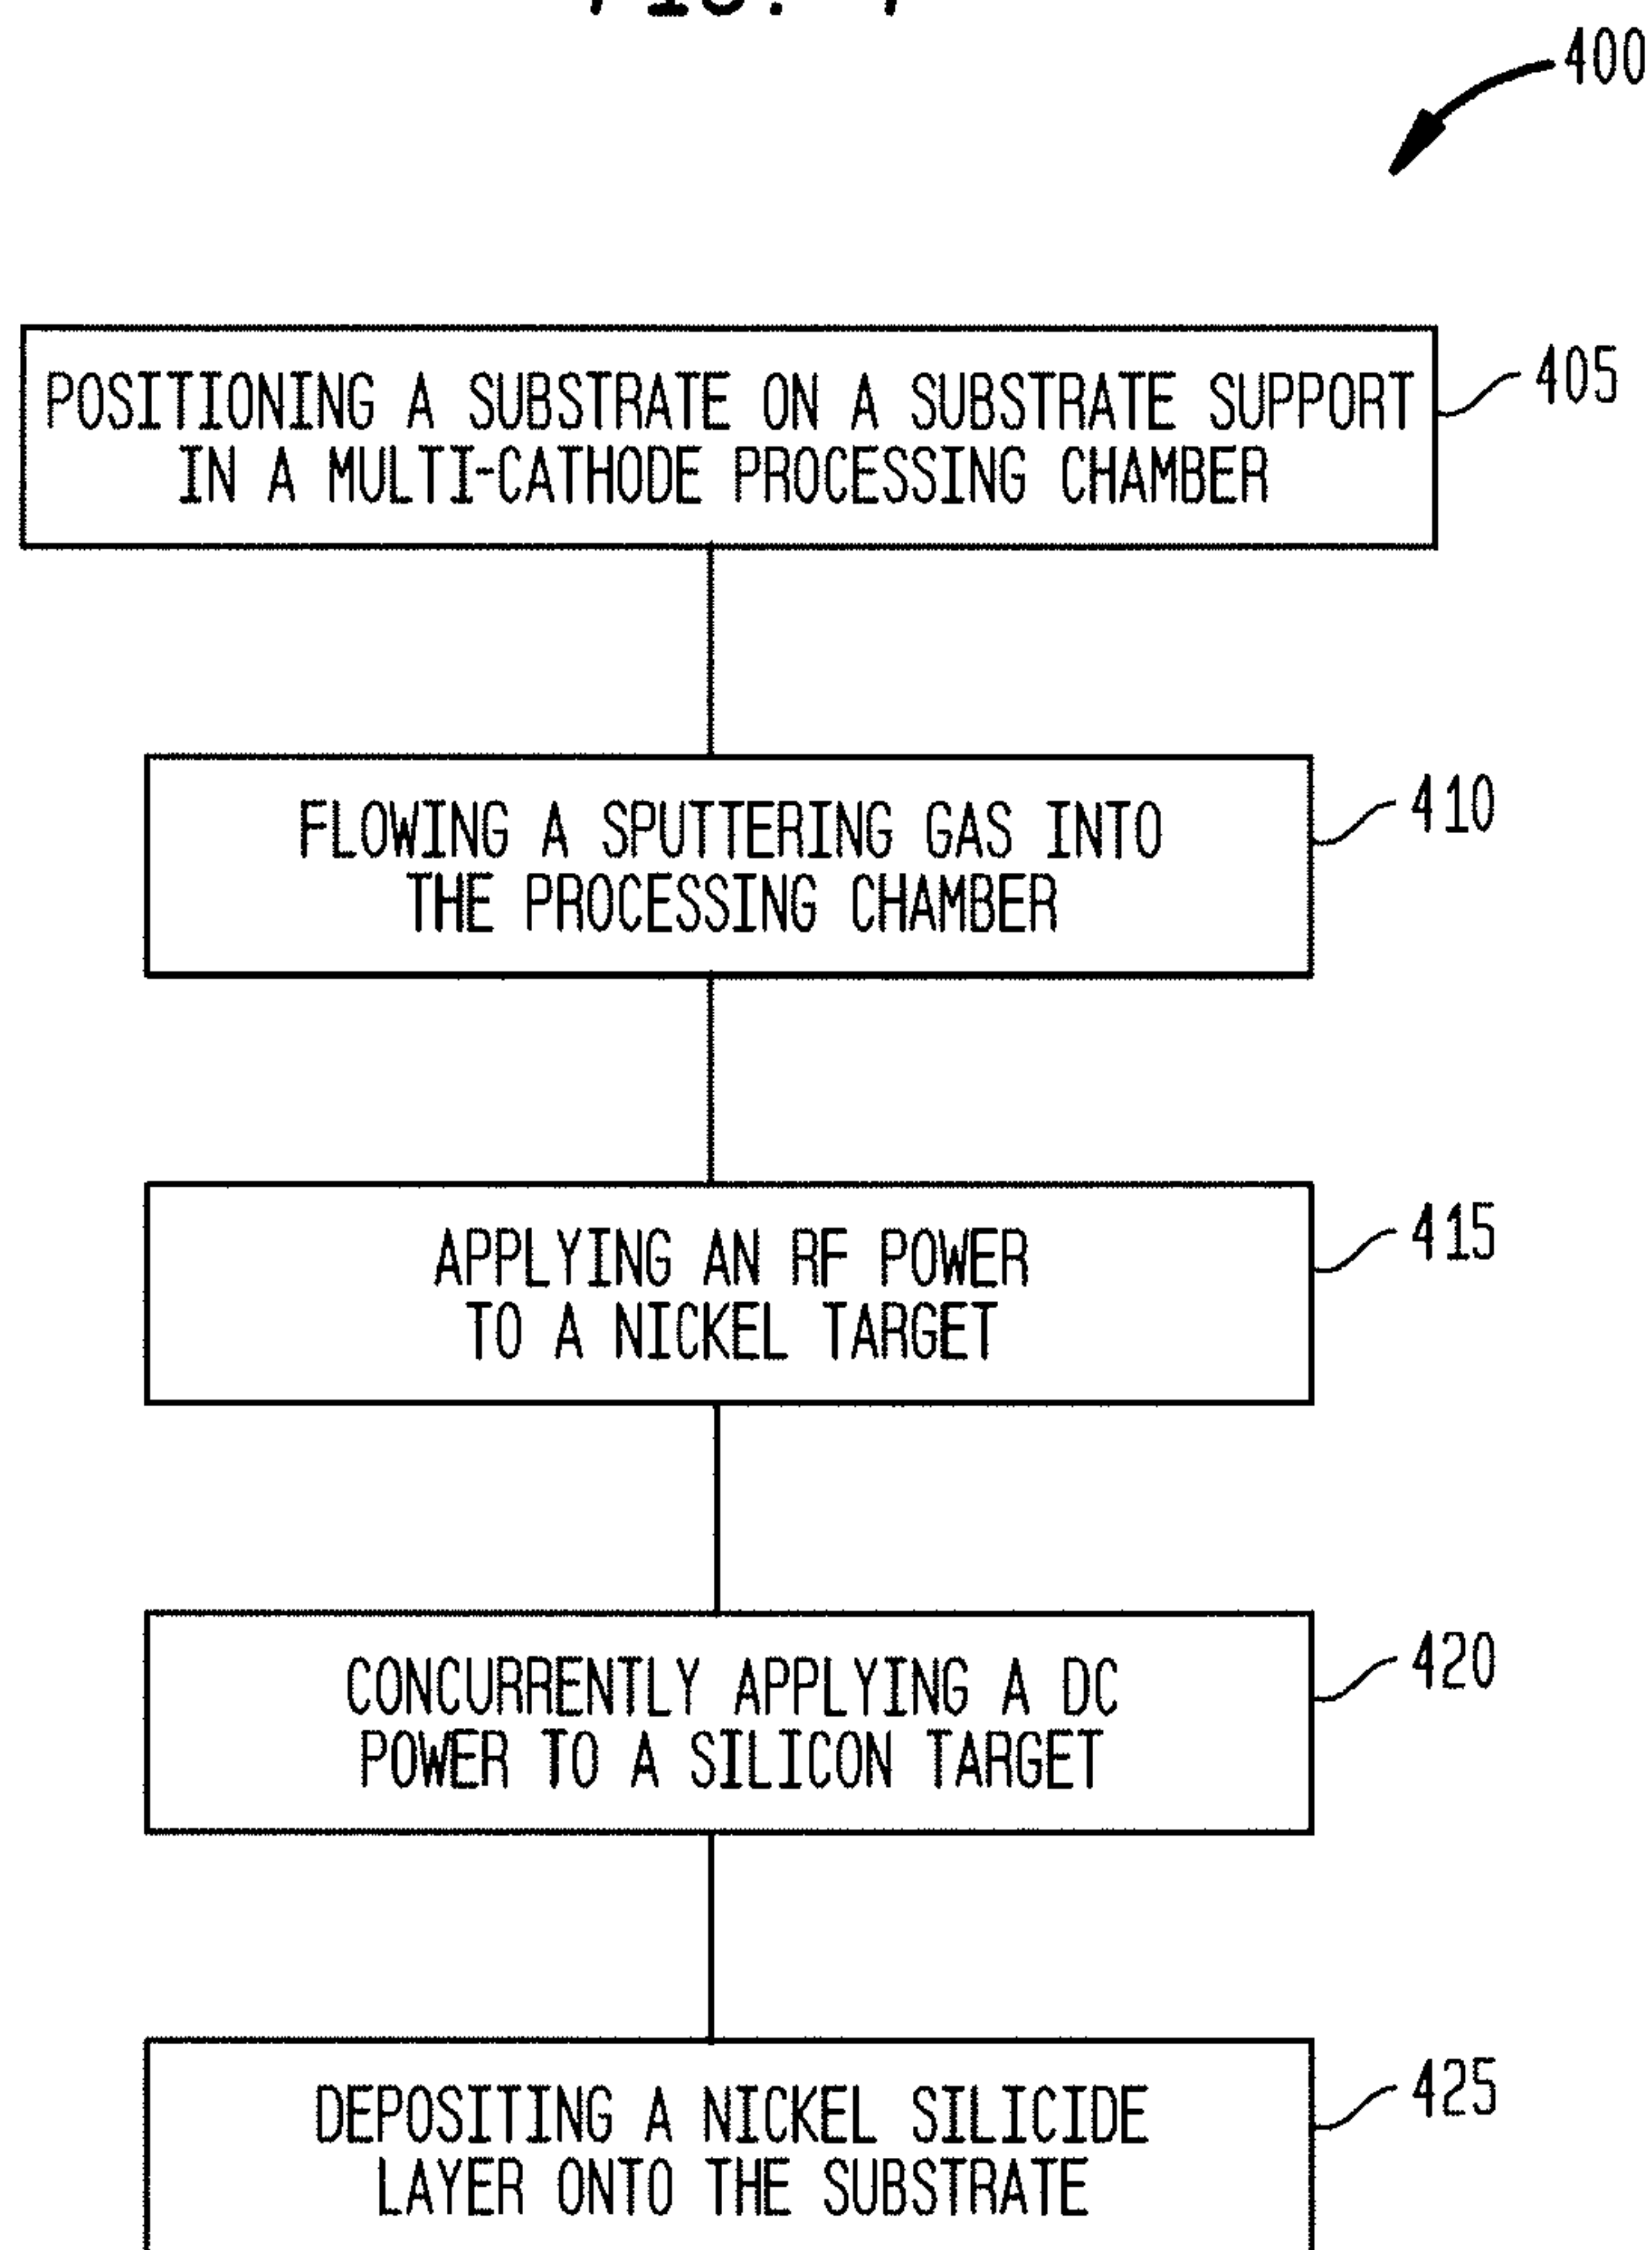 400
POSITIONING A SUBSTRATE ON A SUBSTRATE SUPPORT
IN A MULTI-CATHODE PROCESSING CHAMBER
405
FLOWING A SPUTTERING GAS INTO
THE PROCESSING CHAMBER
410
APPLYING AN RF POWER
TO A NICKEL TARGET
415
CONCURRENTLY APPLYING A DC
POWER TO A SILICON TARGET
420
DEPOSITING A NICKEL SILICIDE
LAYER ONTO THE SUBSTRATE
425